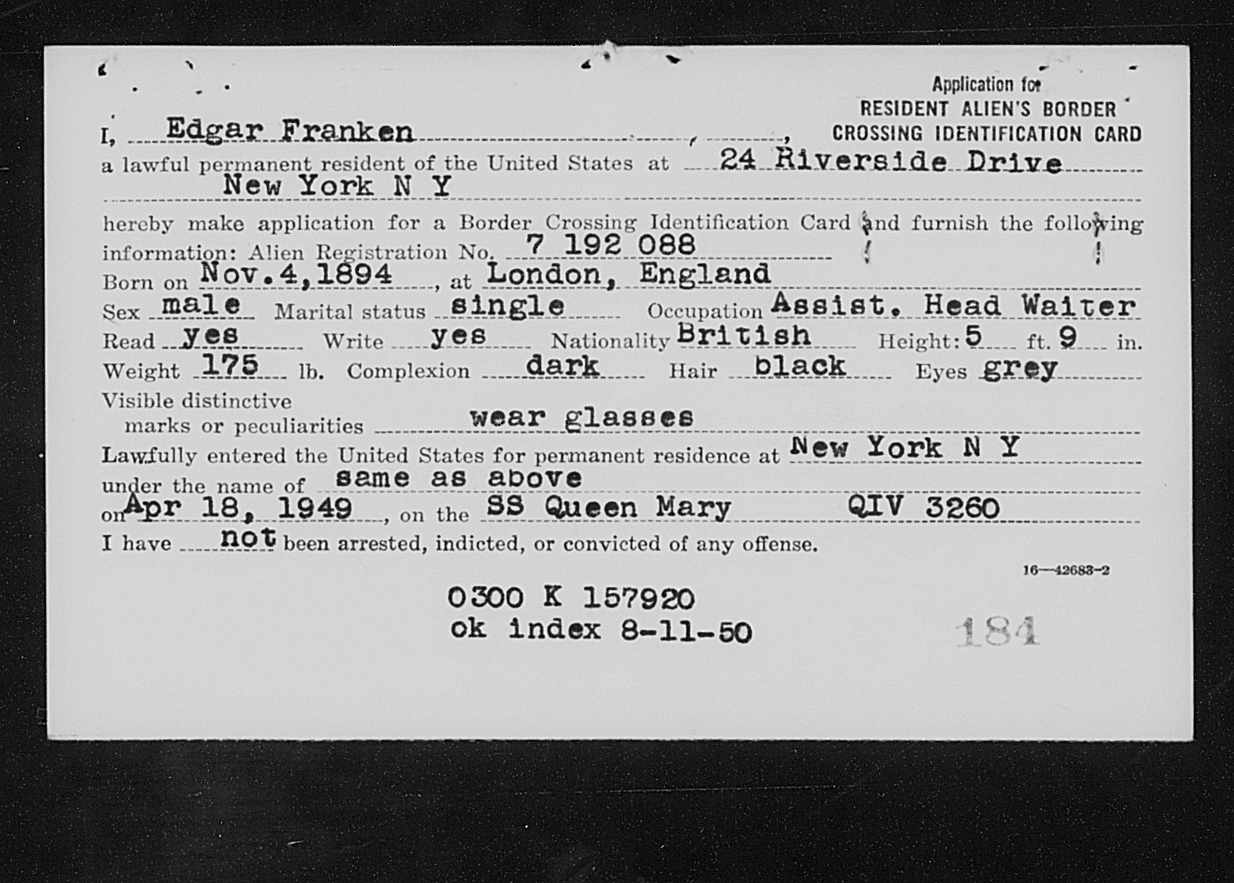 Application for
RESIDENT ALIEN'S BORDER
CROSSING IDENTIFICATION CARD
I, Edgar Franken , ,
a lawful permanent resident of the United States at 24 Riverside Drive
New York N Y
hereby make application for a Border Crossing Identification Card and furnish the following
information: Alien Registration No. 7 192 088
Born on Nov.4,1894, at London, England
Sex male Marital status single Occupation Assist. Head Waiter
Read yes Write yes Nationality British Height: 5 ft. 9 in.
Weight 175 lb. Complexion dark Hair black Eyes grey
Visible distinctive
marks or peculiarities wear glasses
Lawfully entered the United States for permanent residence at New York N Y
under the name of same as above
on Apr 18, 1949, on the SS Queen Mary QIV 3260
I have not been arrested, indicted, or convicted of any offense.
16—42683-2
0300 K 157920
ok index 8-11-50
184